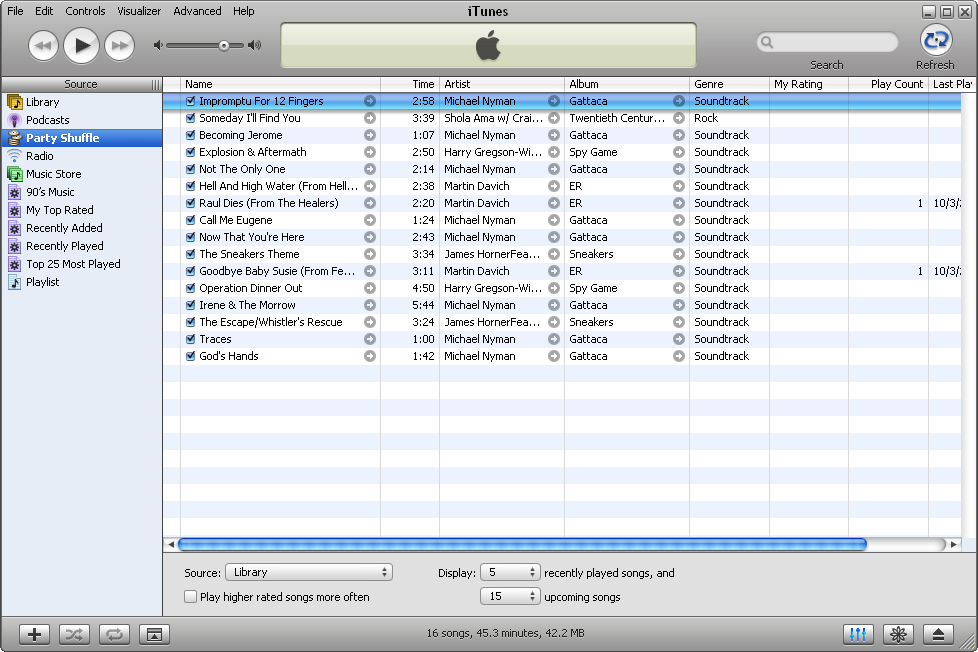 iTunes
File Edit Controls Visualizer Advanced Help
Search Refresh
Source Name Time Artist Album Genre My Rating Play Count Last Play
Library
Podcasts
Party Shuffle
Radio
Music Store
90's Music
My Top Rated
Recently Added
Recently Played
Top 25 Most Played
Playlist
Impromptu For 12 Fingers 2:58 Michael Nyman Gattaca Soundtrack
Someday I'll Find You 3:39 Shola Ama w/ Crai... Twentieth Centur... Rock
Becoming Jerome 1:07 Michael Nyman Gattaca Soundtrack
Explosion & Aftermath 2:50 Harry Gregson-Wi... Spy Game Soundtrack
Not The Only One 2:14 Michael Nyman Gattaca Soundtrack
Hell And High Water (From Hell... 2:38 Martin Davich ER Soundtrack
Raul Dies (From The Healers) 2:20 Martin Davich ER Soundtrack 1 10/3/2
Call Me Eugene 1:24 Michael Nyman Gattaca Soundtrack
Now That You're Here 2:43 Michael Nyman Gattaca Soundtrack
The Sneakers Theme 3:34 James HornerFea... Sneakers Soundtrack
Goodbye Baby Susie (From Fe... 3:11 Martin Davich ER Soundtrack 1 10/3/2
Operation Dinner Out 4:50 Harry Gregson-Wi... Spy Game Soundtrack
Irene & The Morrow 5:44 Michael Nyman Gattaca Soundtrack
The Escape/Whistler's Rescue 3:24 James HornerFea... Sneakers Soundtrack
Traces 1:00 Michael Nyman Gattaca Soundtrack
God's Hands 1:42 Michael Nyman Gattaca Soundtrack
Source: Library Display: 5 recently played songs, and
Play higher rated songs more often 15 upcoming songs
16 songs, 45.3 minutes, 42.2 MB